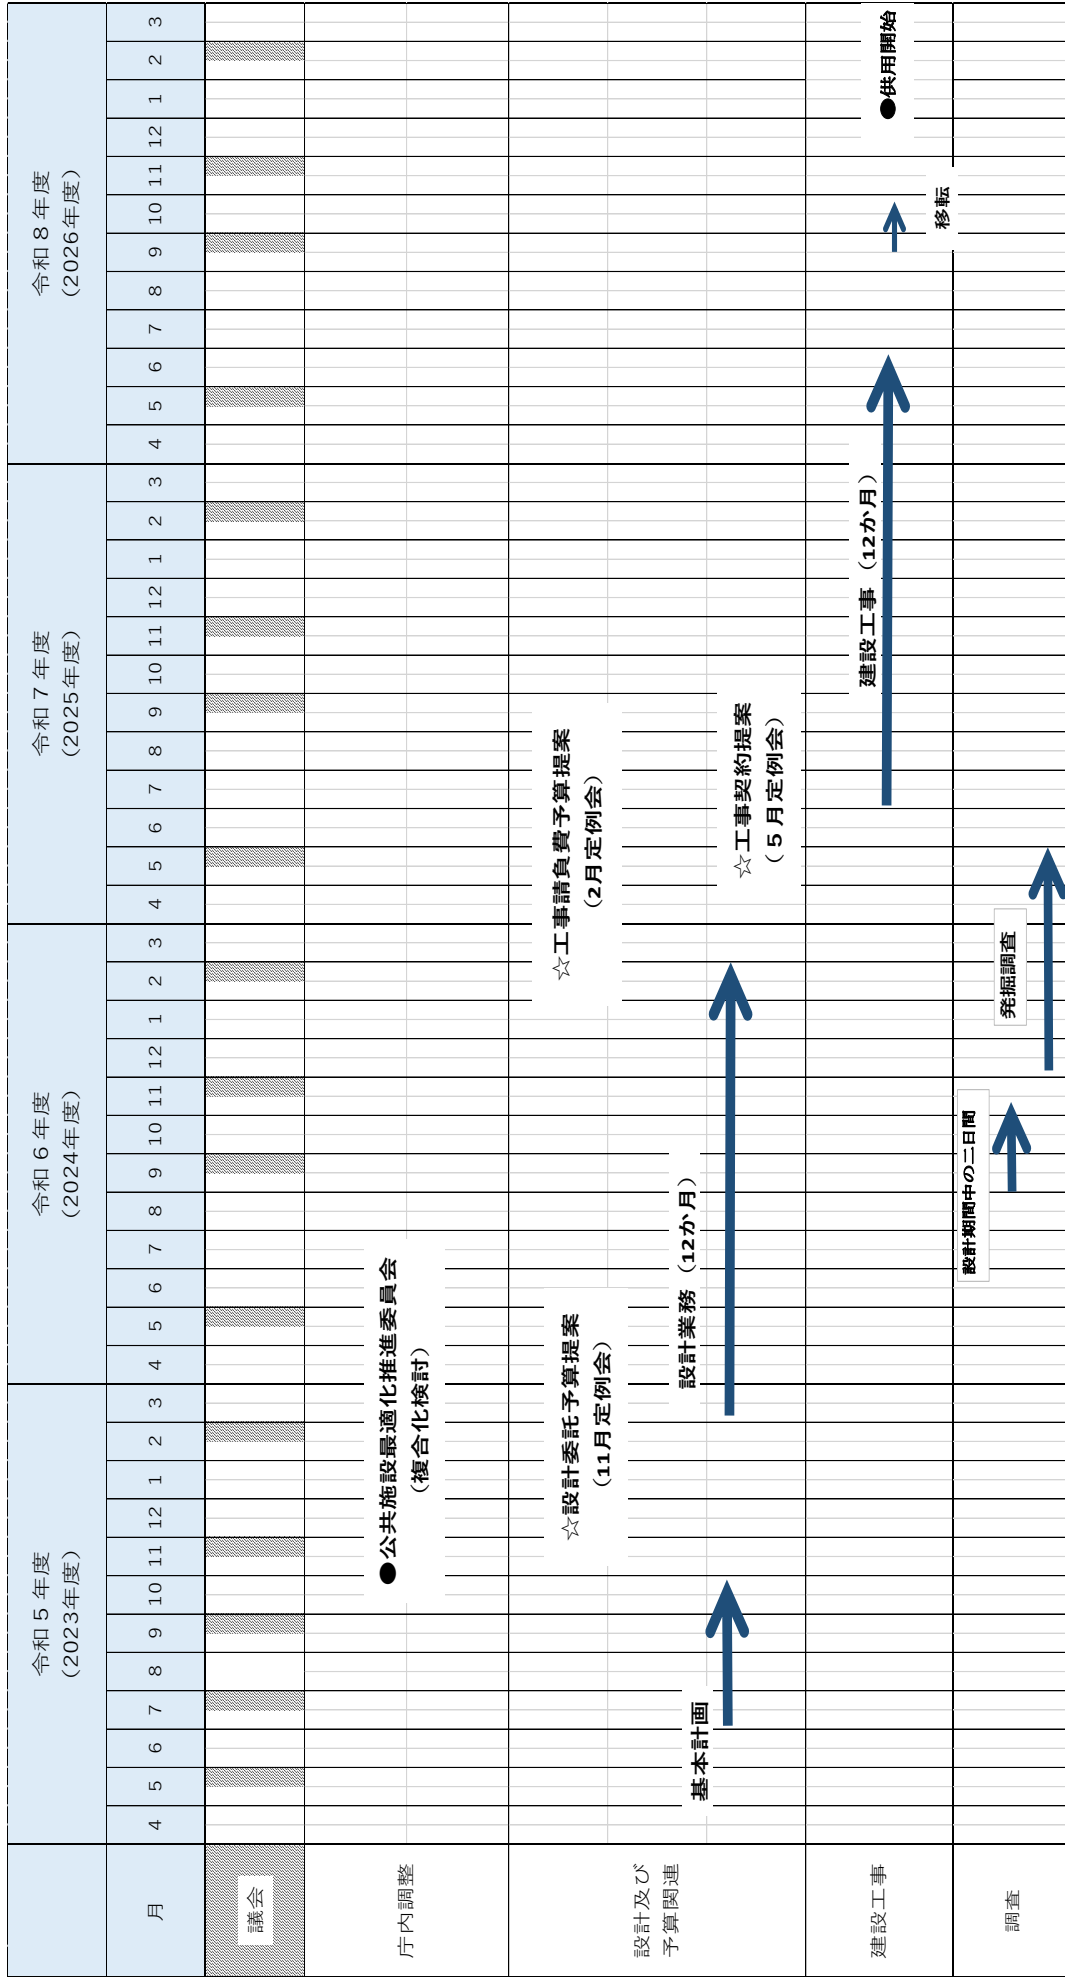 令和５年度
（2023年度）
令和６年度
（2024年度）
令和７年度
（2025年度）
令和８年度
（2026年度）
月
4 5 6 7 8 9 10 11 12 1 2 3 4 5 6 7 8 9 10 11 12 1 2 3 4 5 6 7 8 9 10 11 12 1 2 3 4 5 6 7 8 9 10 11 12 1 2 3
議会
庁内調整
●公共施設最適化推進委員会
（複合化検討）
設計及び
予算関連
☆設計委託予算提案
（11月定例会）
☆工事請負費予算提案
（2月定例会）
基本計画
設計業務（12か月）
☆工事契約提案
（５月定例会）
建設工事
建設工事（12か月）
●供用開始
移転
調査
設計期間中の二日間
発掘調査